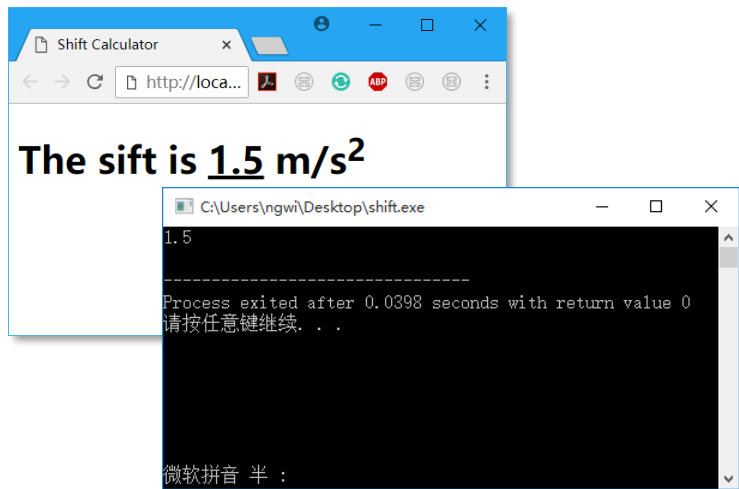 Shift Calculator
http://loca...
ABP
The sift is 1.5 m/s²
C:\Users\ngwi\Desktop\shift.exe
1.5
--------------------------------
Process exited after 0.0398 seconds with return value 0
请按任意键继续. . .
微软拼音 半 :